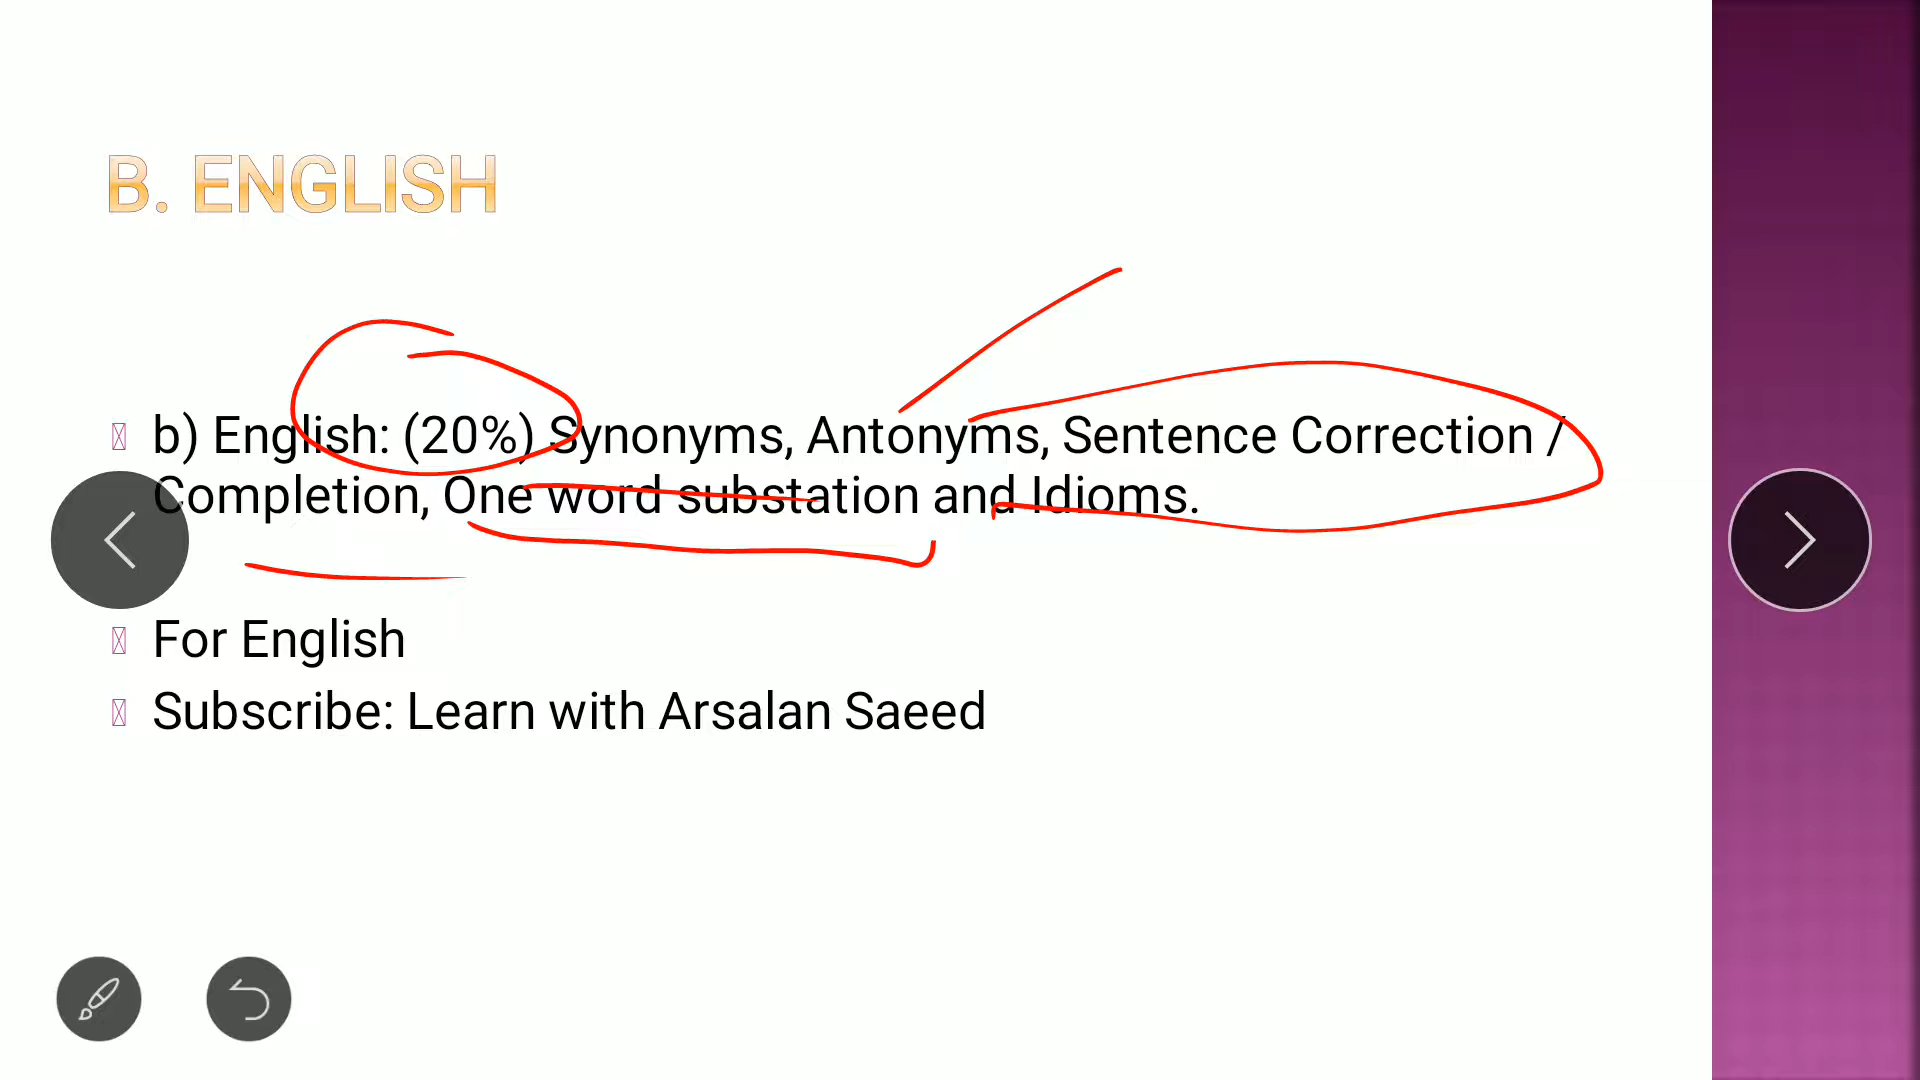 B. ENGLISH
b) English: (20%) Synonyms, Antonyms, Sentence Correction /
Completion, One word substation and Idioms.
For English
Subscribe: Learn with Arsalan Saeed